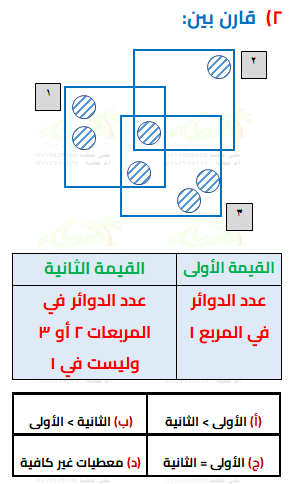 ٢) قارن بين:
٢
١
٣
القيمة الأولى
القيمة الثانية
عدد الدوائر
في المربع ١
عدد الدوائر في
المربعات ٢ أو ٣
وليست في ١
(أ) الأولى > الثانية
(ب) الثانية > الأولى
(ج) الأولى = الثانية
(د) معطيات غير كافية